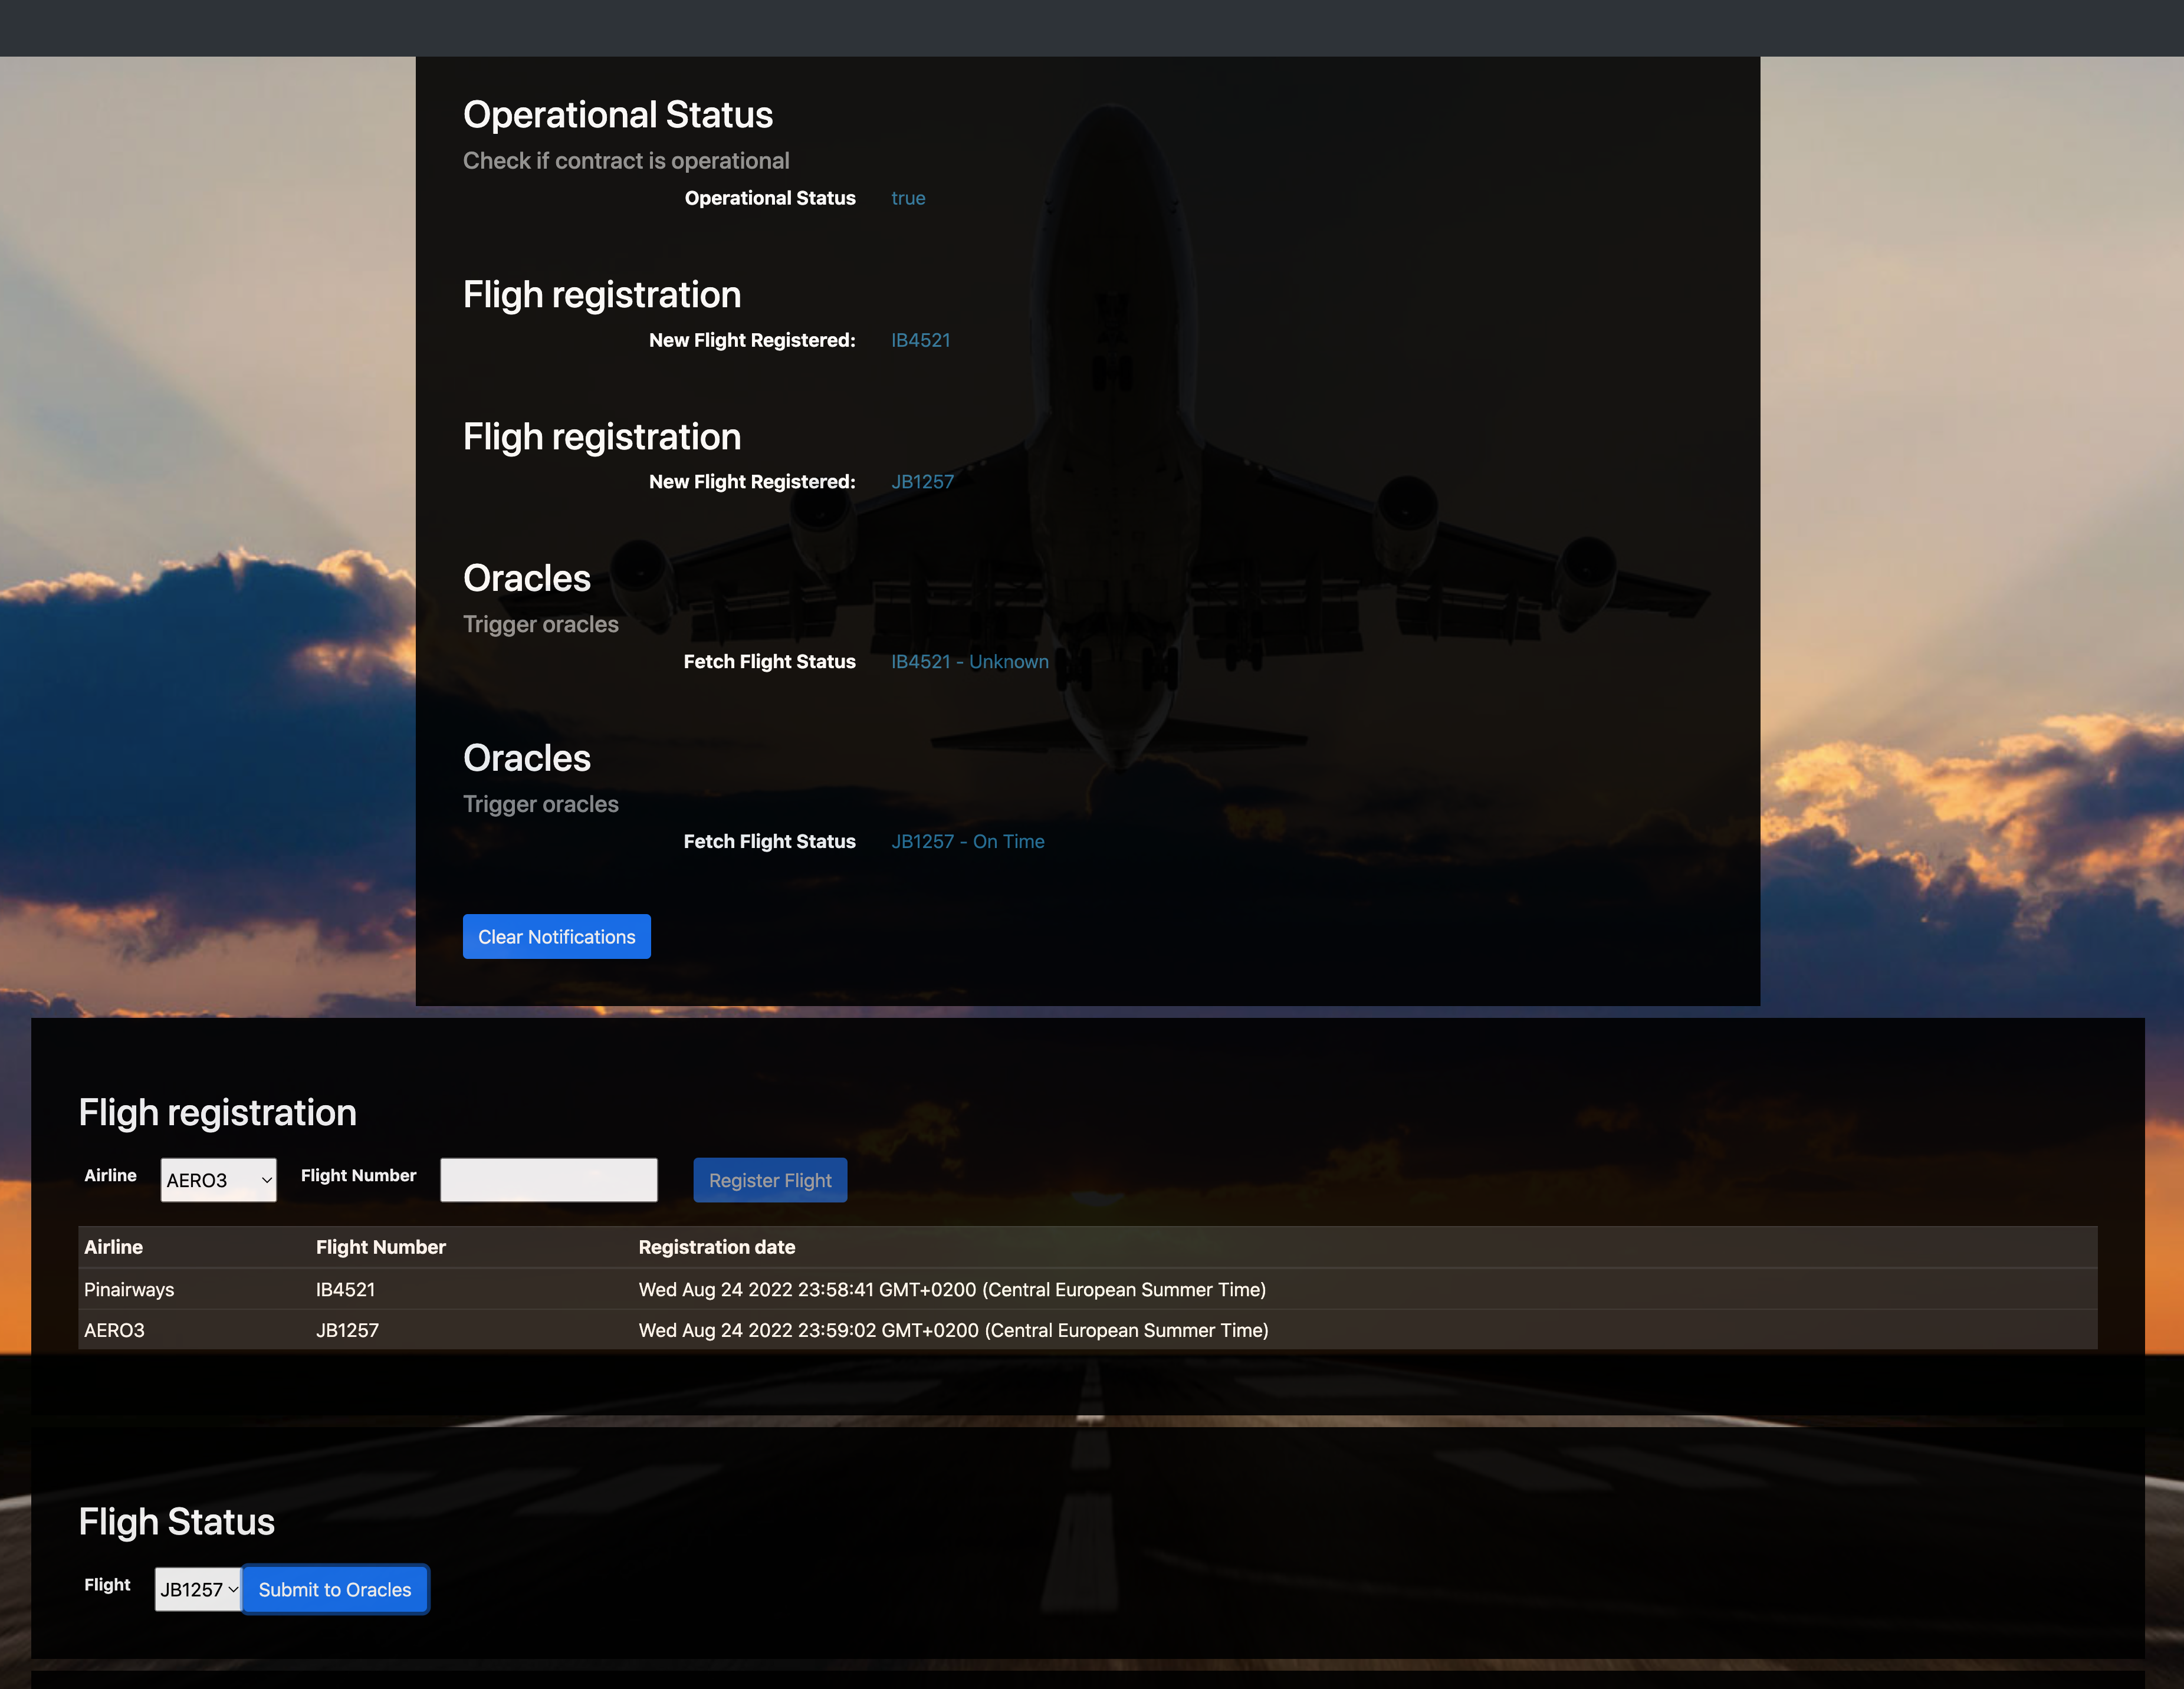 Operational Status
Check if contract is operational
Operational Status true
Fligh registration
New Flight Registered: IB4521
Fligh registration
New Flight Registered: JB1257
Oracles
Trigger oracles
Fetch Flight Status IB4521 - Unknown
Oracles
Trigger oracles
Fetch Flight Status JB1257 - On Time
Clear Notifications
Fligh registration
Airline AERO3 Flight Number Register Flight
Airline Flight Number Registration date
Pinairways IB4521 Wed Aug 24 2022 23:58:41 GMT+0200 (Central European Summer Time)
AERO3 JB1257 Wed Aug 24 2022 23:59:02 GMT+0200 (Central European Summer Time)
Fligh Status
Flight JB1257 Submit to Oracles